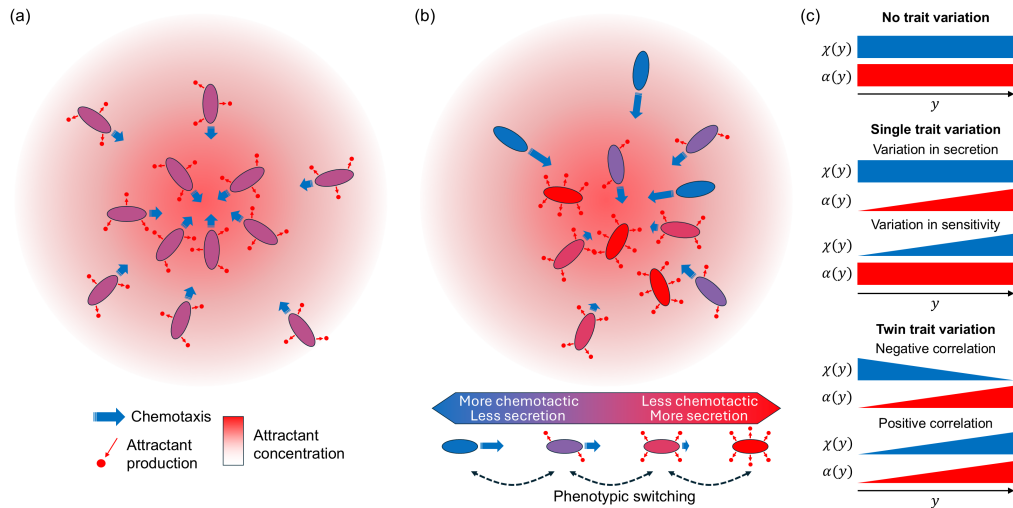 (a)
Chemotaxis
Attractant
production
Attractant
concentration
(b)
More chemotactic
Less secretion
Less chemotactic
More secretion
Phenotypic switching
(c)
No trait variation
χ(y)
α(y)
y
Single trait variation
Variation in secretion
χ(y)
α(y)
Variation in sensitivity
χ(y)
α(y)
y
Twin trait variation
Negative correlation
χ(y)
α(y)
Positive correlation
χ(y)
α(y)
y